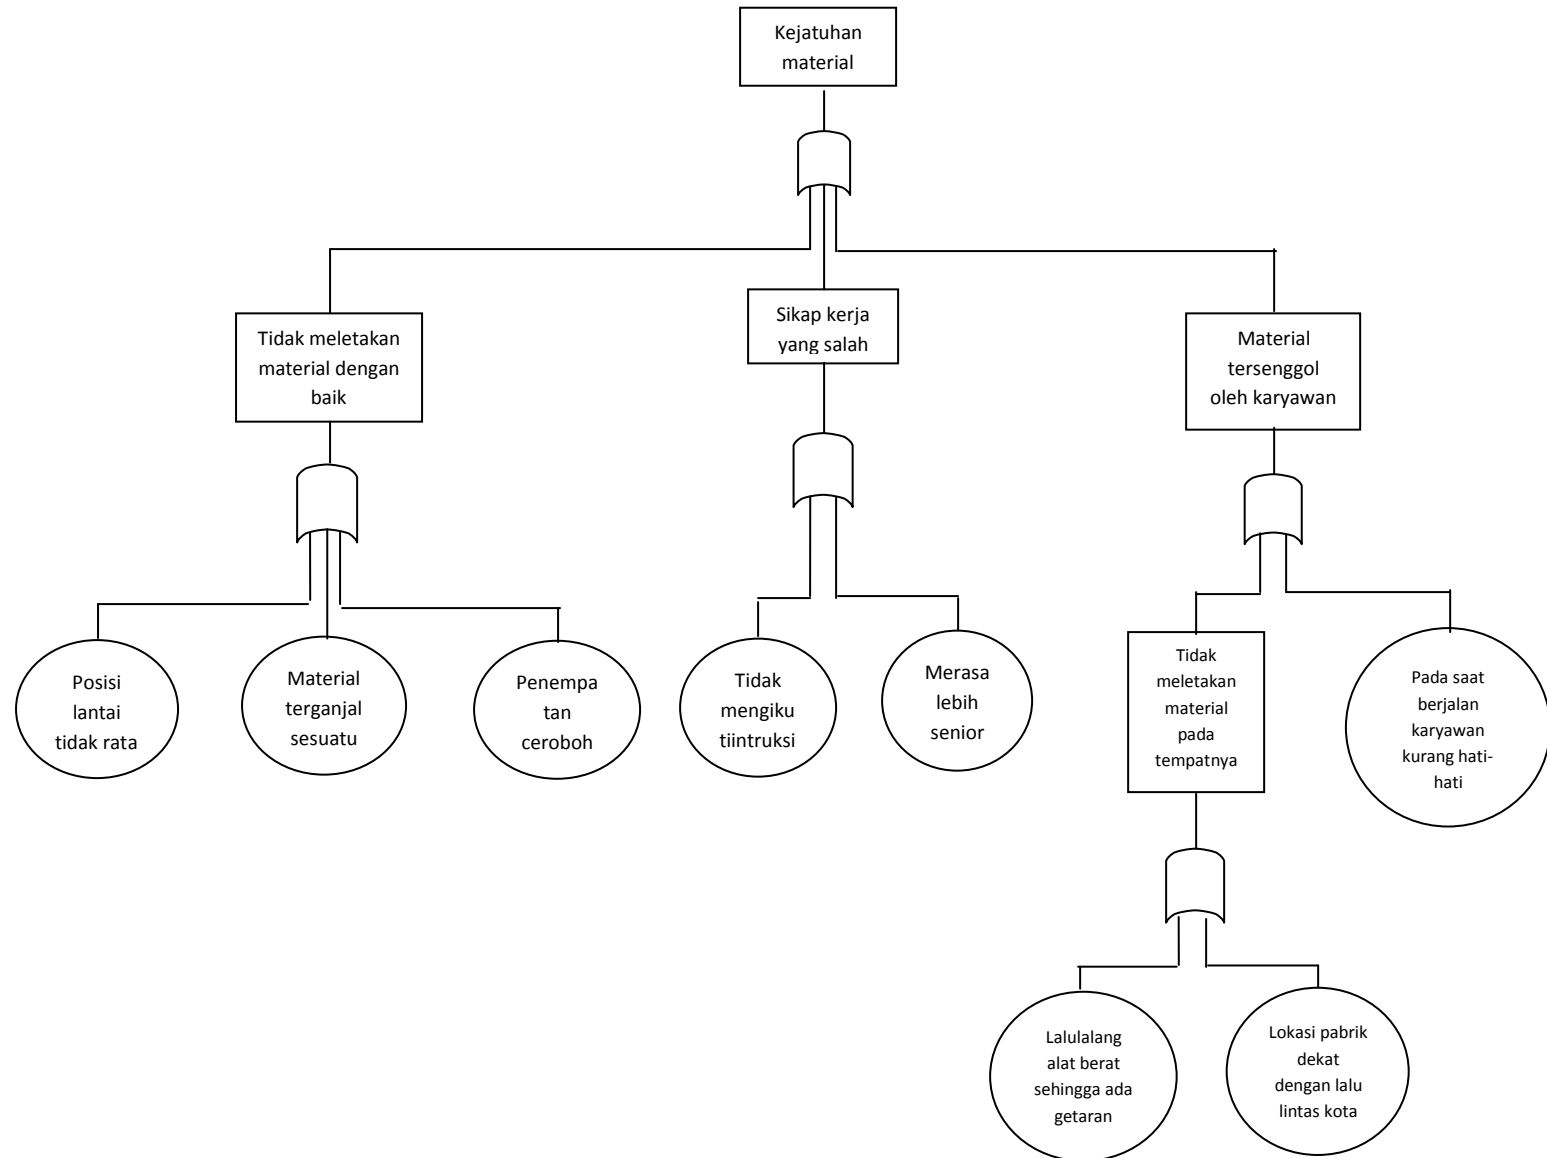 Kejatuhan
material
Tidak meletakan
material dengan
baik
Sikap kerja
yang salah
Material
tersenggol
oleh karyawan
Posisi
lantai
tidak rata
Material
terganjal
sesuatu
Penempa
tan
ceroboh
Tidak
mengiku
tiintruksi
Merasa
lebih
senior
Tidak
meletakan
material
pada
tempatnya
Pada saat
berjalan
karyawan
kurang hati-
hati
Lalulalang
alat berat
sehingga ada
getaran
Lokasi pabrik
dekat
dengan lalu
lintas kota